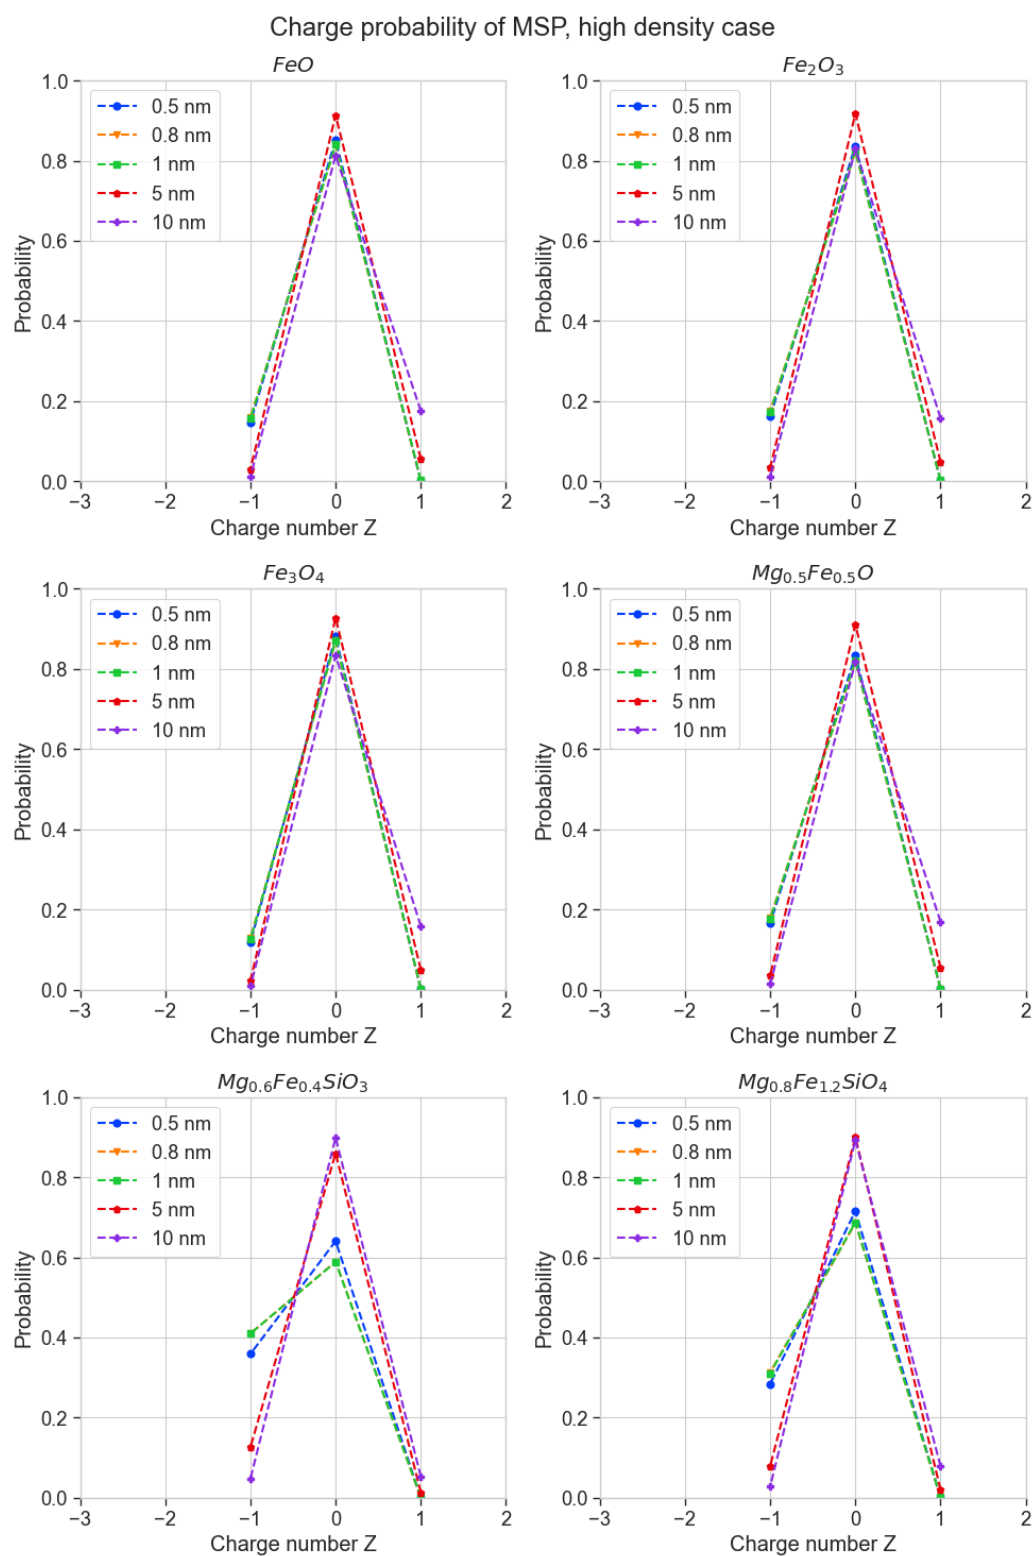 Charge probability of MSP, high density case
FeO
1.0
0.8
0.6
0.4
0.2
0.0
Probability
0.5 nm
0.8 nm
1 nm
5 nm
10 nm
−3 −2 −1 0 1 2
Charge number Z
Fe₂O₃
1.0
0.8
0.6
0.4
0.2
0.0
Probability
0.5 nm
0.8 nm
1 nm
5 nm
10 nm
−3 −2 −1 0 1 2
Charge number Z
Fe₃O₄
1.0
0.8
0.6
0.4
0.2
0.0
Probability
0.5 nm
0.8 nm
1 nm
5 nm
10 nm
−3 −2 −1 0 1 2
Charge number Z
Mg₀.₅Fe₀.₅O
1.0
0.8
0.6
0.4
0.2
0.0
Probability
0.5 nm
0.8 nm
1 nm
5 nm
10 nm
−3 −2 −1 0 1 2
Charge number Z
Mg₀.₆Fe₀.₄SiO₃
1.0
0.8
0.6
0.4
0.2
0.0
Probability
0.5 nm
0.8 nm
1 nm
5 nm
10 nm
−3 −2 −1 0 1 2
Charge number Z
Mg₀.₈Fe₁.₂SiO₄
1.0
0.8
0.6
0.4
0.2
0.0
Probability
0.5 nm
0.8 nm
1 nm
5 nm
10 nm
−3 −2 −1 0 1 2
Charge number Z